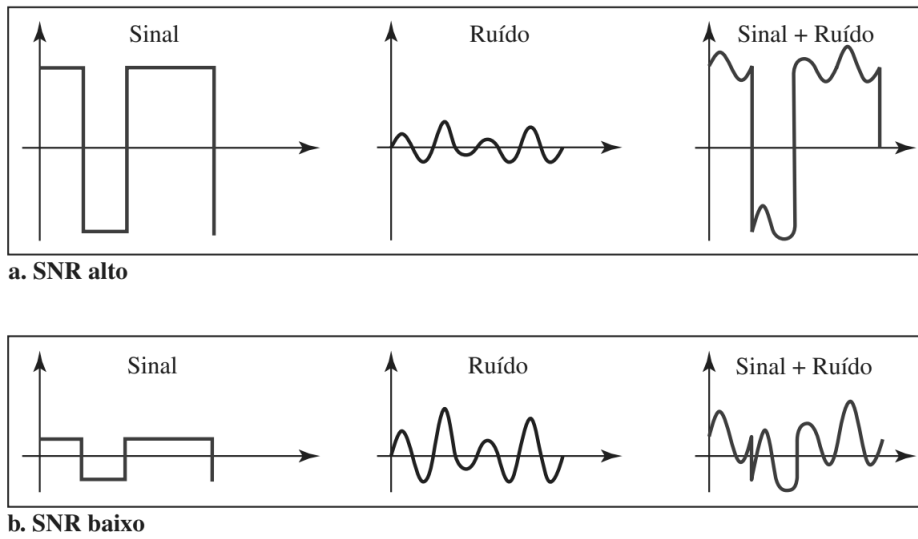 Sinal Ruído Sinal + Ruído
a. SNR alto
Sinal Ruído Sinal + Ruído
b. SNR baixo